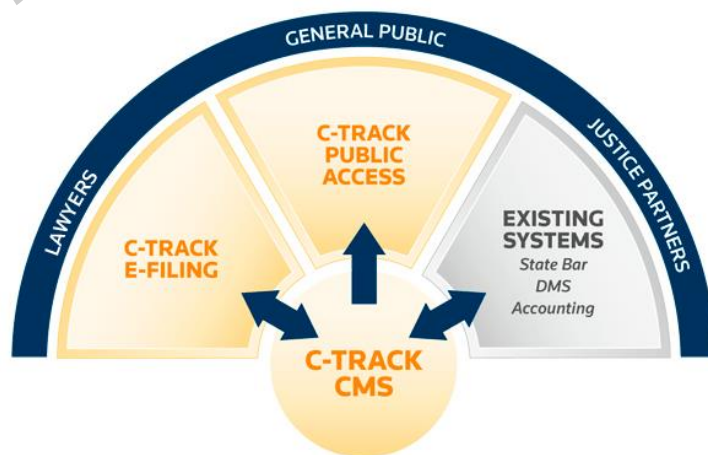 GENERAL PUBLIC
LAWYERS
JUSTICE PARTNERS
C-TRACK
PUBLIC
ACCESS
C-TRACK
E-FILING
EXISTING
SYSTEMS
State Bar
DMS
Accounting
C-TRACK
CMS